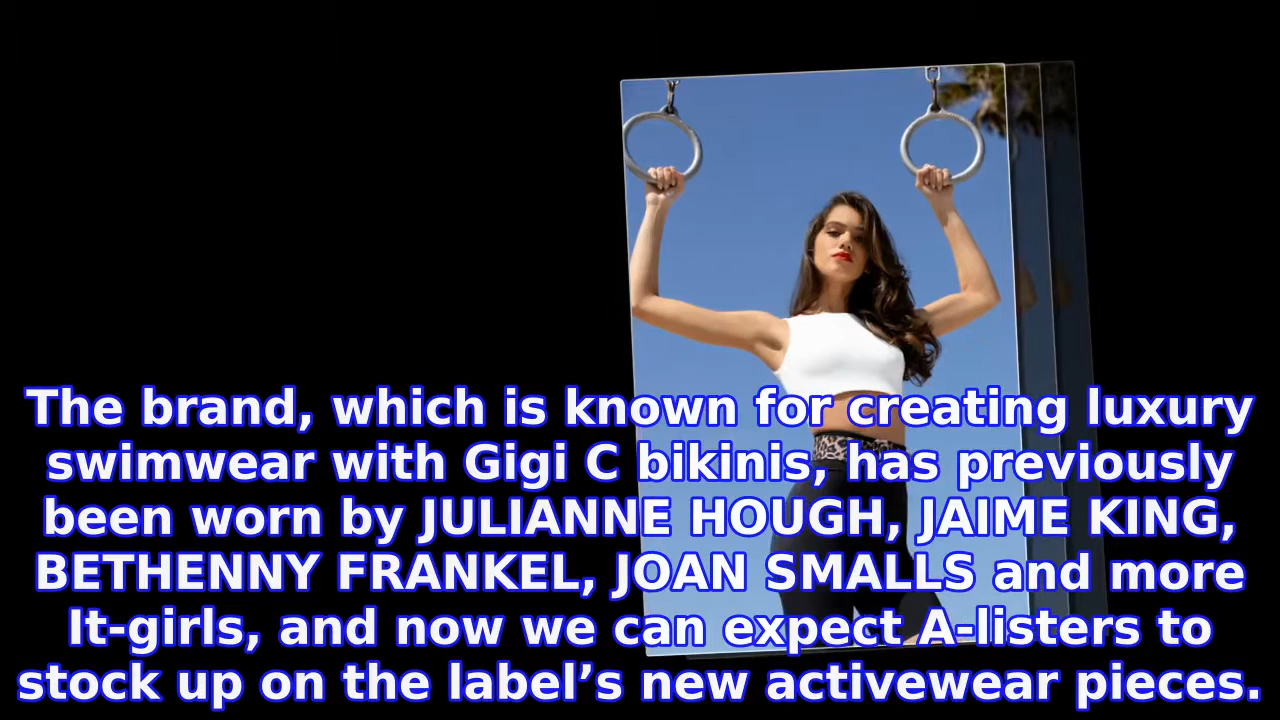 The brand, which is known for creating luxury
swimwear with Gigi C bikinis, has previously
been worn by JULIANNE HOUGH, JAIME KING,
BETHENNY FRANKEL, JOAN SMALLS and more
It-girls, and now we can expect A-listers to
stock up on the label’s new activewear pieces.